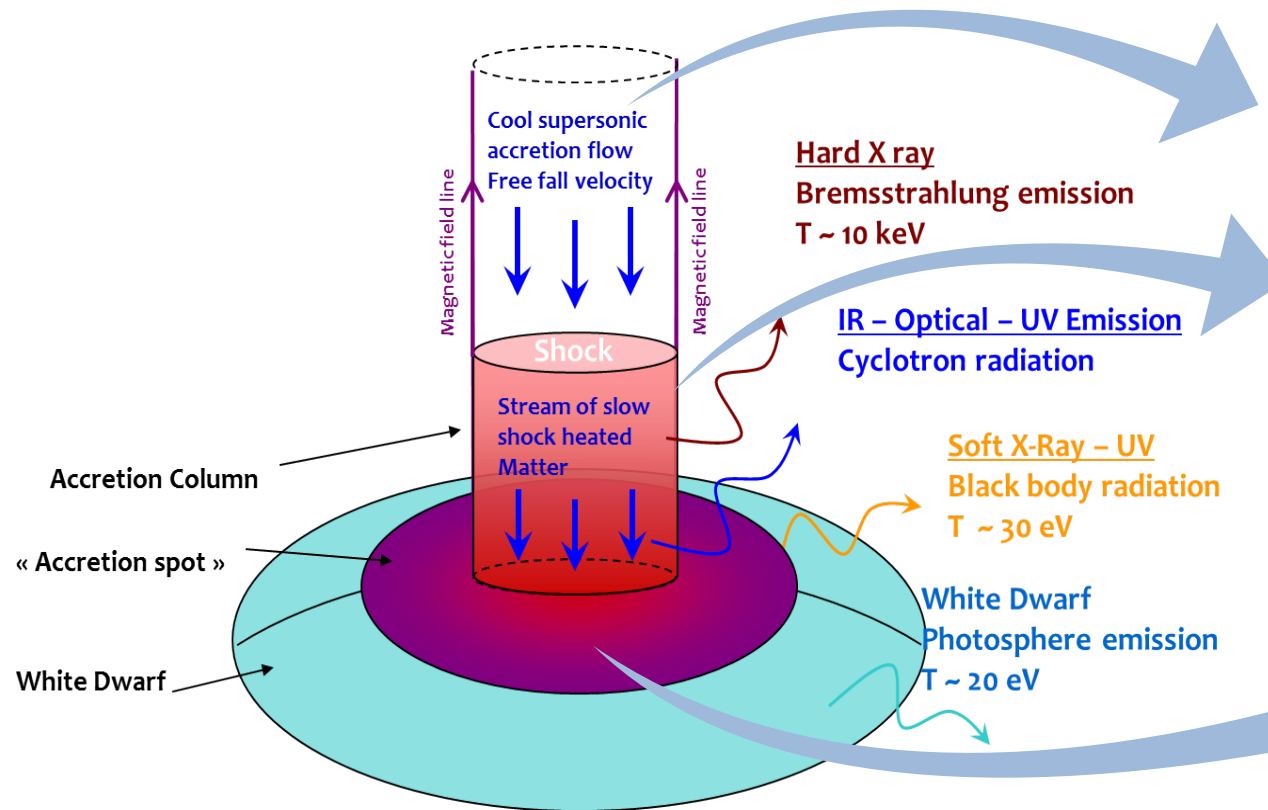 Cool supersonic
accretion flow
Free fall velocity
Magnetic field line
Magnetic field line
Hard X ray
Bremsstrahlung emission
T ~ 10 keV
IR – Optical – UV Emission
Cyclotron radiation
Shock
Stream of slow
shock heated
Matter
Soft X-Ray – UV
Black body radiation
T ~ 30 eV
Accretion Column
« Accretion spot »
White Dwarf
White Dwarf
Photosphere emission
T ~ 20 eV